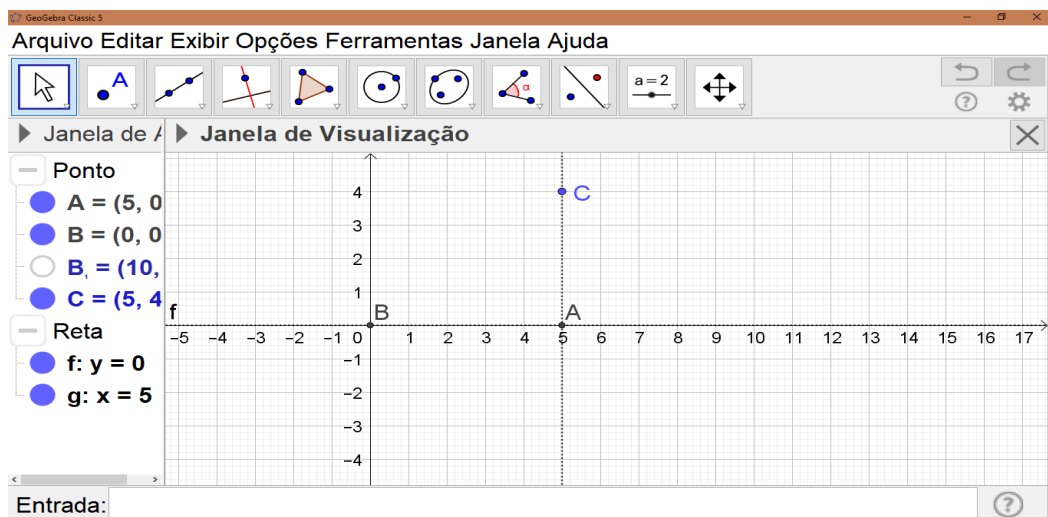 GeoGebra Classic 5
Arquivo Editar Exibir Opções Ferramentas Janela Ajuda
A
α
a = 2
Janela de A
Janela de Visualização
Ponto
A = (5, 0
B = (0, 0
B₁ = (10,
C = (5, 4
Reta
f: y = 0
g: x = 5
4
C
3
2
1
f
B
A
−5 −4 −3 −2 −1 0 1 2 3 4 5 6 7 8 9 10 11 12 13 14 15 16 17
−1
−2
−3
−4
Entrada: